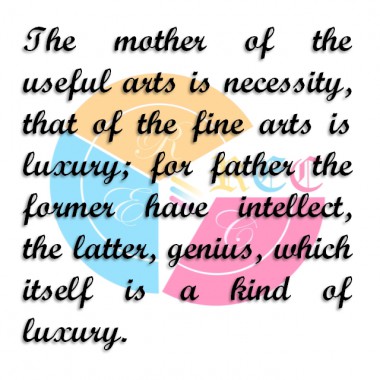 The mother of the
useful arts is necessity,
that of the fine arts is
luxury; for father the
former have intellect,
the latter, genius, which
itself is a kind of
luxury.